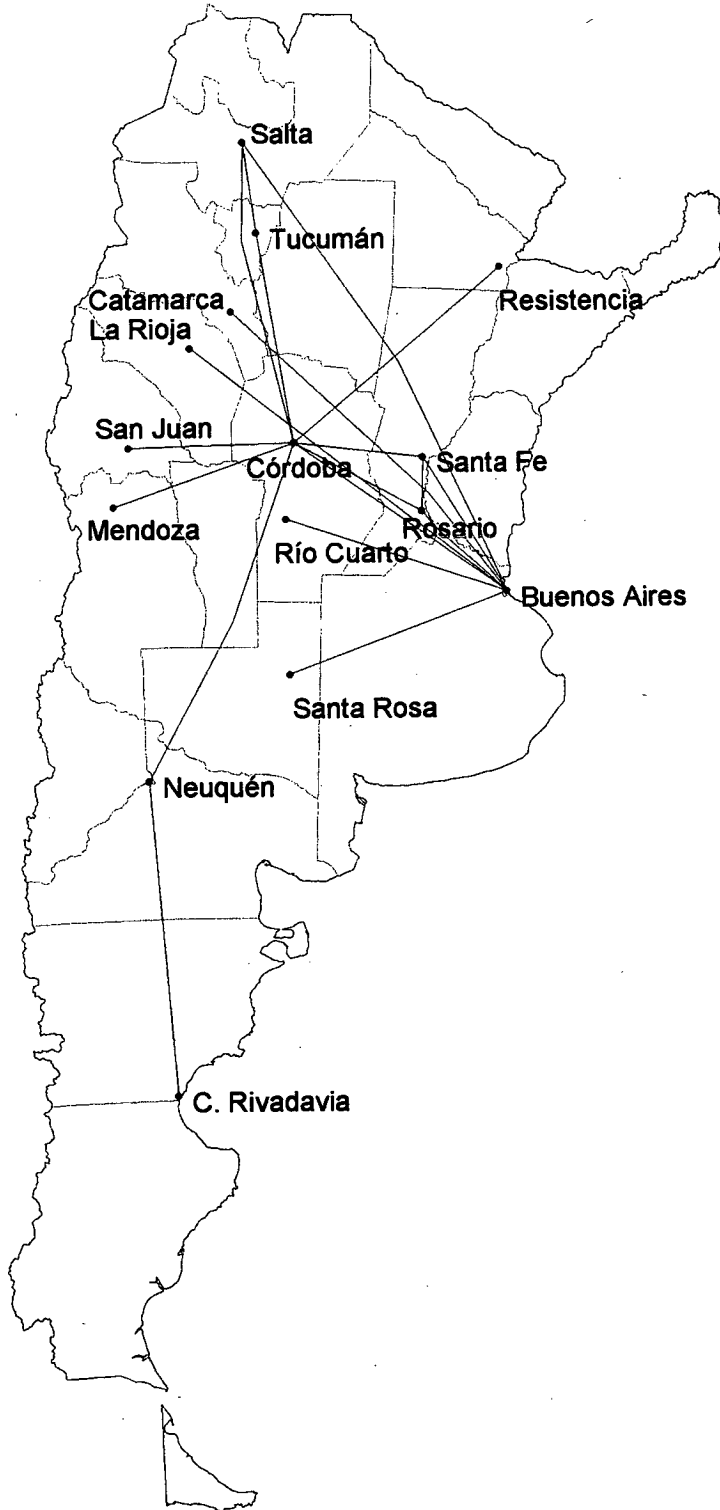 Salta
Tucumán
Catamarca
Resistencia
La Rioja
San Juan
Santa Fe
Córdoba
Mendoza
Rosario
Río Cuarto
Buenos Aires
Santa Rosa
Neuquén
C. Rivadavia